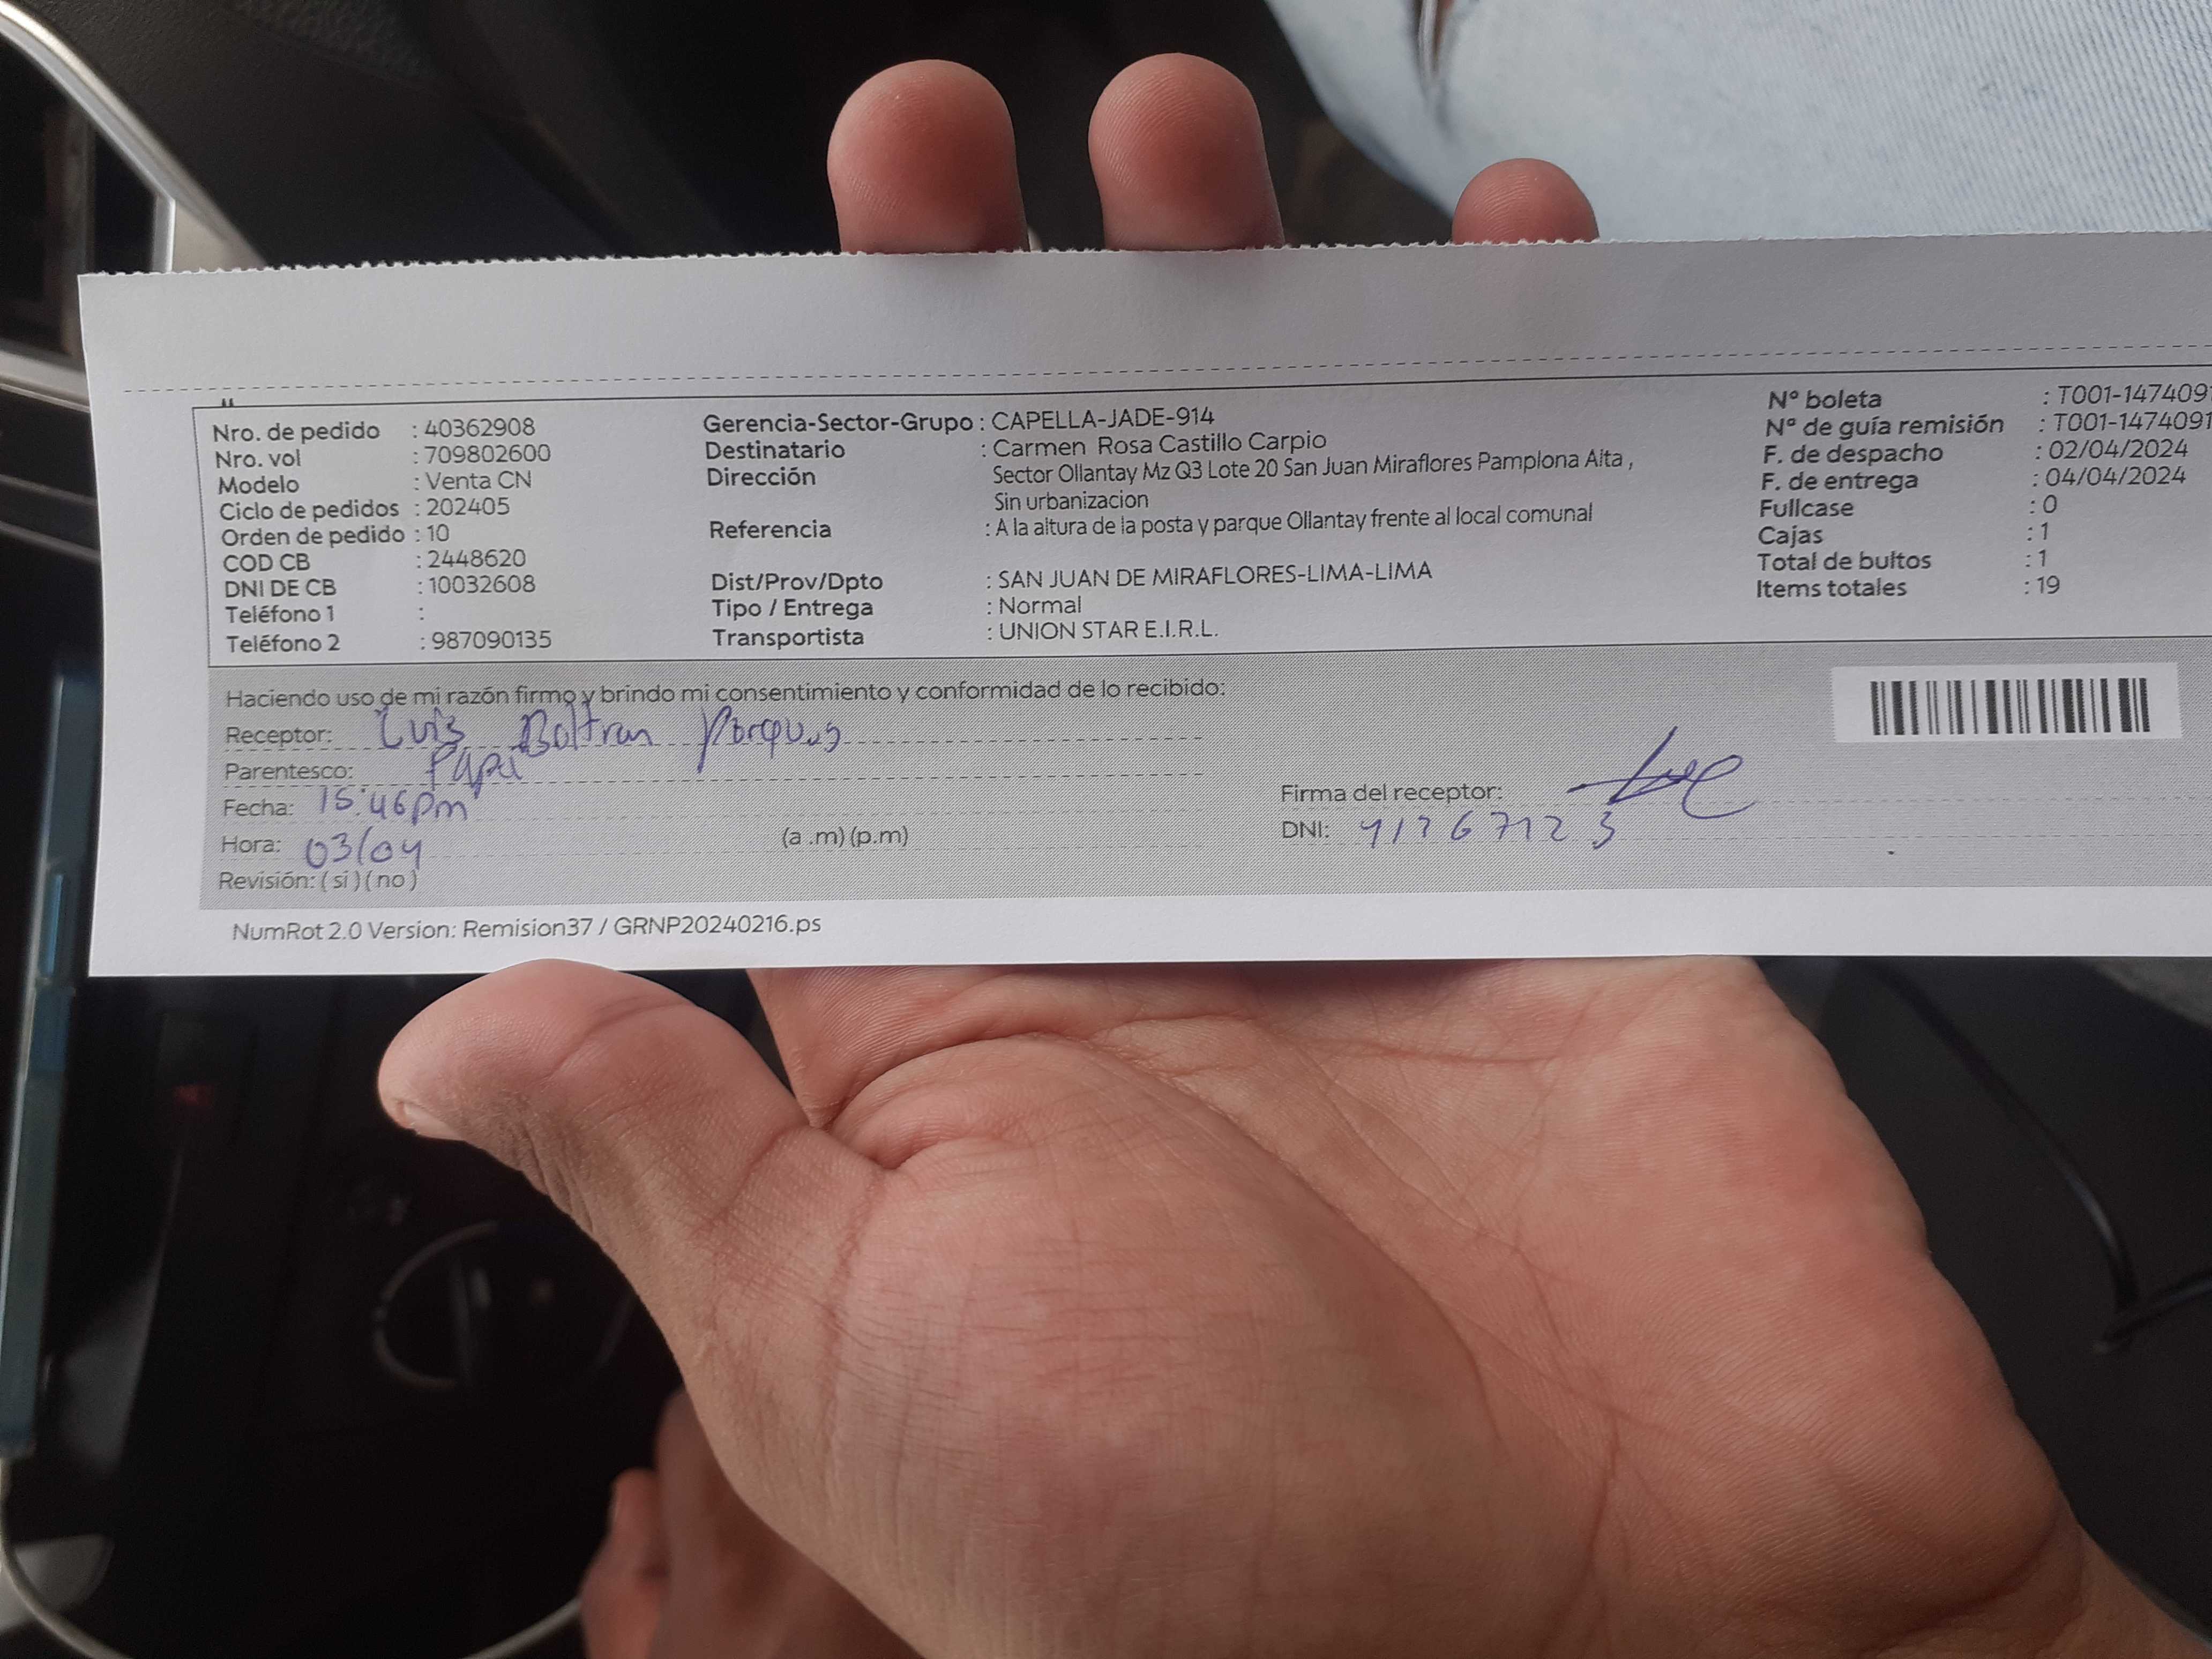 Nro. de pedido : 40362908
Nro. vol : 709802600
Modelo : Venta CN
Ciclo de pedidos : 202405
Orden de pedido : 10
COD CB : 2448620
DNI DE CB : 10032608
Teléfono 1 :
Teléfono 2 : 987090135
Gerencia-Sector-Grupo : CAPELLA-JADE-914
Destinatario : Carmen Rosa Castillo Carpio
Dirección Sector Ollantay Mz Q3 Lote 20 San Juan Miraflores Pamplona Alta ,
Sin urbanizacion
Referencia : A la altura de la posta y parque Ollantay frente al local comunal
Dist/Prov/Dpto : SAN JUAN DE MIRAFLORES-LIMA-LIMA
Tipo / Entrega : Normal
Transportista : UNION STAR E.I.R.L.
N° boleta : T001-1474091
N° de guía remisión : T001-1474091
F. de despacho : 02/04/2024
F. de entrega : 04/04/2024
Fullcase : 0
Cajas : 1
Total de bultos : 1
Items totales : 19
Haciendo uso de mi razón firmo y brindo mi consentimiento y conformidad de lo recibido:
Receptor: Luis Beltran
Parentesco: Papá
Fecha: 15:46pm
Hora: 03/04 (a .m) (p.m)
Revisión: ( si ) ( no )
Firma del receptor:
DNI:
NumRot 2.0 Version: Remision37 / GRNP20240216.ps